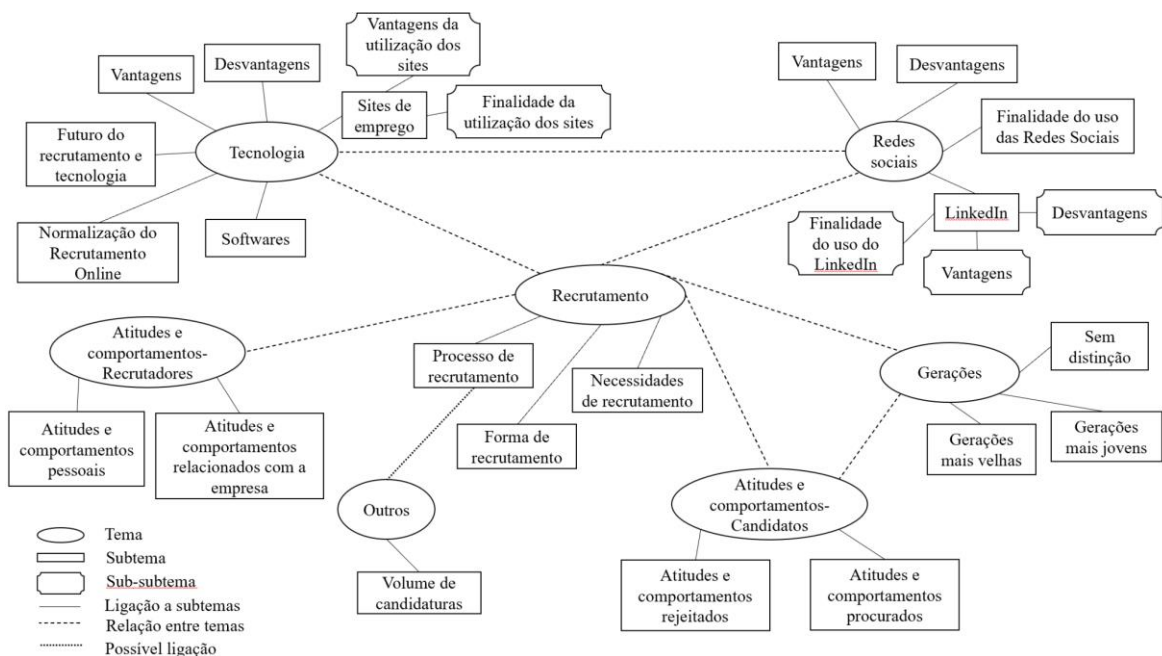 Vantagens da
utilização dos
sites
Vantagens
Desvantagens
Sites de
emprego
Finalidade da
utilização dos sites
Futuro do
recrutamento e
tecnologia
Tecnologia
Normalização do
Recrutamento
Online
Softwares
Vantagens
Desvantagens
Redes
sociais
Finalidade do uso
das Redes Sociais
LinkedIn
Desvantagens
Finalidade
do uso do
LinkedIn
Vantagens
Recrutamento
Atitudes e
comportamentos-
Recrutadores
Atitudes e
comportamentos
pessoais
Atitudes e
comportamentos
relacionados com a
empresa
Processo de
recrutamento
Necessidades
de recrutamento
Forma de
recrutamento
Gerações
Sem
distinção
Gerações
mais velhas
Gerações
mais jovens
Outros
Volume de
candidaturas
Atitudes e
comportamentos-
Candidatos
Atitudes e
comportamentos
rejeitados
Atitudes e
comportamentos
procurados
Tema
Subtema
Sub-subtema
Ligação a subtemas
Relação entre temas
Possível ligação